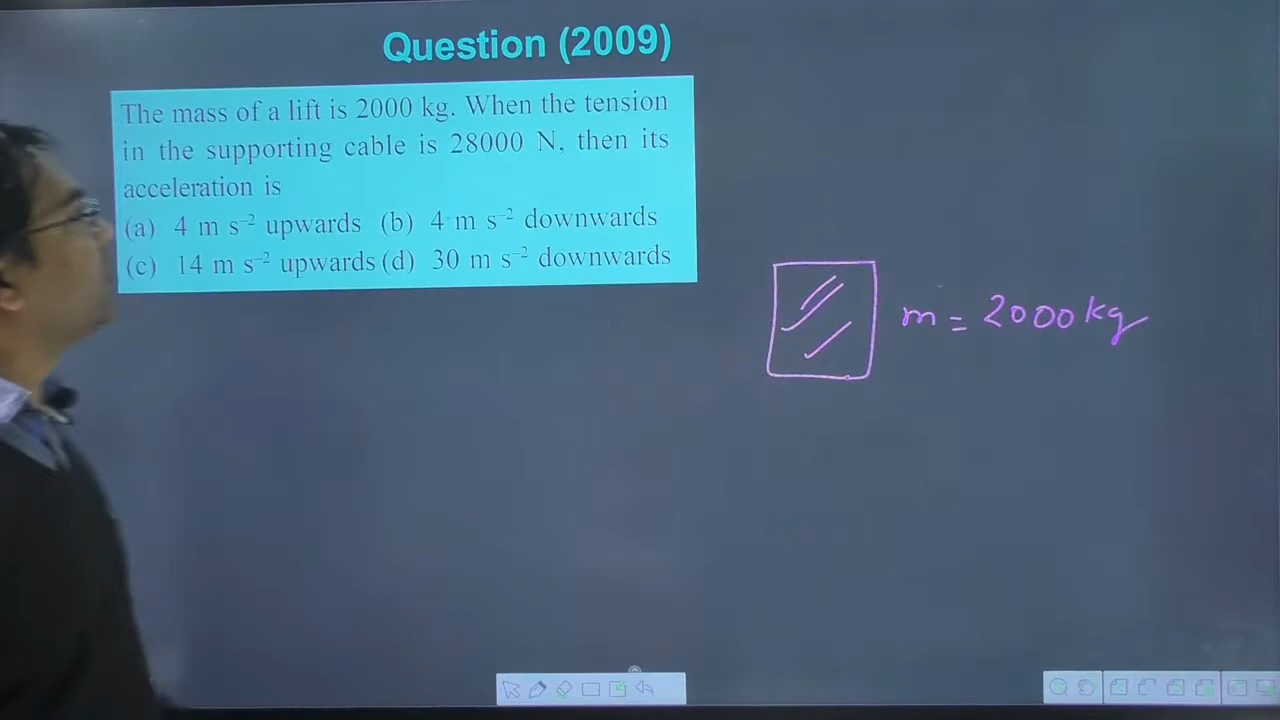 Question (2009)
The mass of a lift is 2000 kg. When the tension
in the supporting cable is 28000 N, then its
acceleration is
(a) 4 m s⁻² upwards (b) 4 m s⁻² downwards
(c) 14 m s⁻² upwards (d) 30 m s⁻² downwards
m = 2000 kg